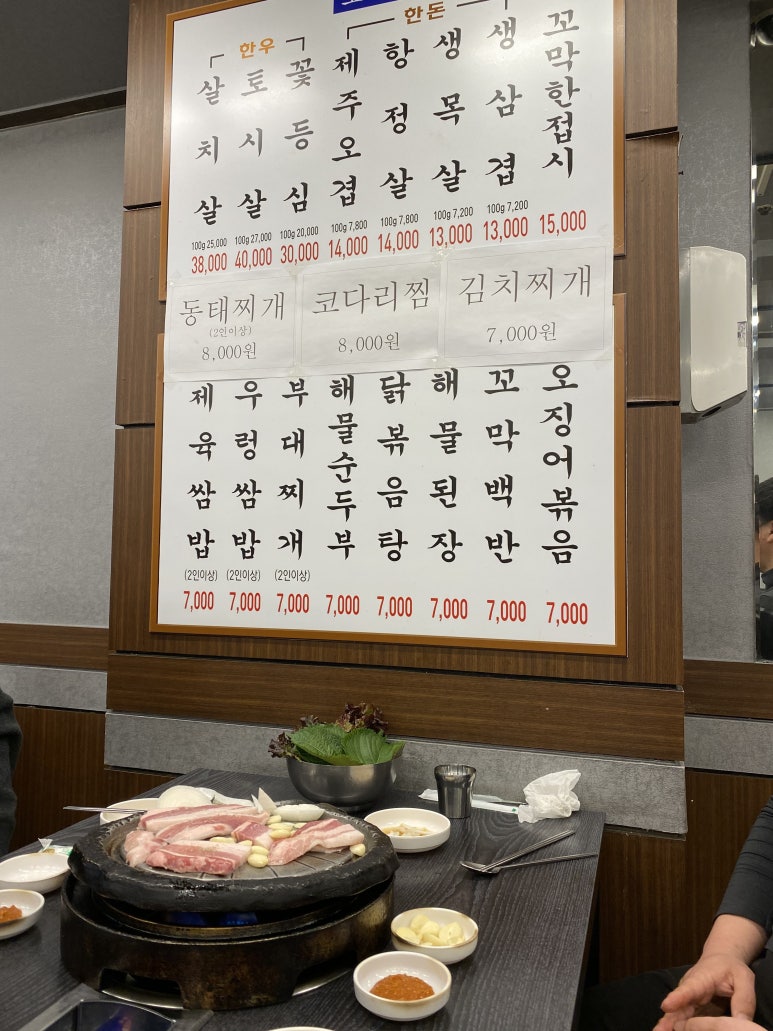 한우
한돈
살치살
토시살
꽃등심
제주오겹
항정살
생목살
생삼겹
꼬막한접시
100g 25,000
100g 27,000
100g 20,000
100g 7,800
100g 7,800
100g 7,200
100g 7,200
38,000
40,000
30,000
14,000
14,000
13,000
13,000
15,000
동태찌개
(2인이상)
8,000원
코다리찜
8,000원
김치찌개
7,000원
제육쌈밥
우렁쌈밥
부대찌개
해물순두부
닭볶음탕
해물된장
꼬막백반
오징어볶음
(2인이상)
(2인이상)
(2인이상)
7,000
7,000
7,000
7,000
7,000
7,000
7,000
7,000